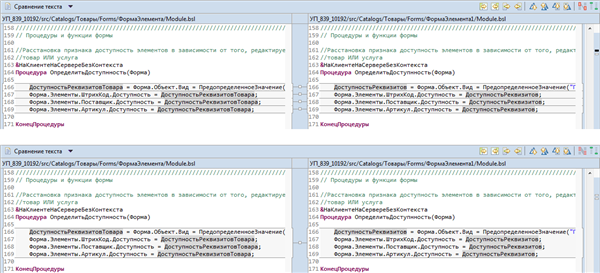 Сравнение текста
УП_839_10192/src/Catalogs/Товары/Forms/ФормаЭлемента/Module.bsl
158 ////////////////////////////////////////////////////////////
159 // Процедуры и функции формы
160
161 //Расстановка признака доступность элементов в зависимости от того, редактируе
162 //товар ИЛИ услуга
163 &НаКлиентеНаСервереБезКонтекста
164 Процедура ОпределитьДоступнность(Форма)
165
166 ДоступностьРеквизитовТовара = Форма.Объект.Вид = ПредопределенноеЗначение(
167 Форма.Элементы.ШтрихКод.Доступность = ДоступностьРеквизитовТовара;
168 Форма.Элементы.Поставщик.Доступность = ДоступностьРеквизитовТовара;
169 Форма.Элементы.Артикул.Доступность = ДоступностьРеквизитовТовара;
170
171 КонецПроцедуры
УП_839_10192/src/Catalogs/Товары/Forms/ФормаЭлемента1/Module.bsl
158 ////////////////////////////////////////////////////////////
159 // Процедуры и функции формы
160
161 //Расстановка признака доступность элементов в зависимости от того, редактируе
162 //товар ИЛИ услуга
163 &НаКлиентеНаСервереБезКонтекста
164 Процедура ОпределитьДоступнность(Форма)
165
166 ДоступностьРеквизитов = Форма.Объект.Вид = ПредопределенноеЗначение("П
167 Форма.Элементы.ШтрихКод.Доступность = ДоступностьРеквизитов;
168 Форма.Элементы.Поставщик.Доступность = ДоступностьРеквизитов;
169 Форма.Элементы.Артикул.Доступность = ДоступностьРеквизитов;
170
171 КонецПроцедуры
Сравнение текста
УП_839_10192/src/Catalogs/Товары/Forms/ФормаЭлемента/Module.bsl
158 ////////////////////////////////////////////////////////////
159 // Процедуры и функции формы
160
161 //Расстановка признака доступность элементов в зависимости от того, редактируе
162 //товар ИЛИ услуга
163 &НаКлиентеНаСервереБезКонтекста
164 Процедура ОпределитьДоступнность(Форма)
165
166 ДоступностьРеквизитовТовара = Форма.Объект.Вид = ПредопределенноеЗначение(
167 Форма.Элементы.ШтрихКод.Доступность = ДоступностьРеквизитовТовара;
168 Форма.Элементы.Поставщик.Доступность = ДоступностьРеквизитовТовара;
169 Форма.Элементы.Артикул.Доступность = ДоступностьРеквизитовТовара;
170
171 КонецПроцедуры
УП_839_10192/src/Catalogs/Товары/Forms/ФормаЭлемента1/Module.bsl
158 ////////////////////////////////////////////////////////////
159 // Процедуры и функции формы
160
161 //Расстановка признака доступность элементов в зависимости от того, редактируе
162 //товар ИЛИ услуга
163 &НаКлиентеНаСервереБезКонтекста
164 Процедура ОпределитьДоступнность(Форма)
165
166 ДоступностьРеквизитов = Форма.Объект.Вид = ПредопределенноеЗначение("П
167 Форма.Элементы.ШтрихКод.Доступность = ДоступностьРеквизитов;
168 Форма.Элементы.Поставщик.Доступность = ДоступностьРеквизитов;
169 Форма.Элементы.Артикул.Доступность = ДоступностьРеквизитов;
170
171 КонецПроцедуры